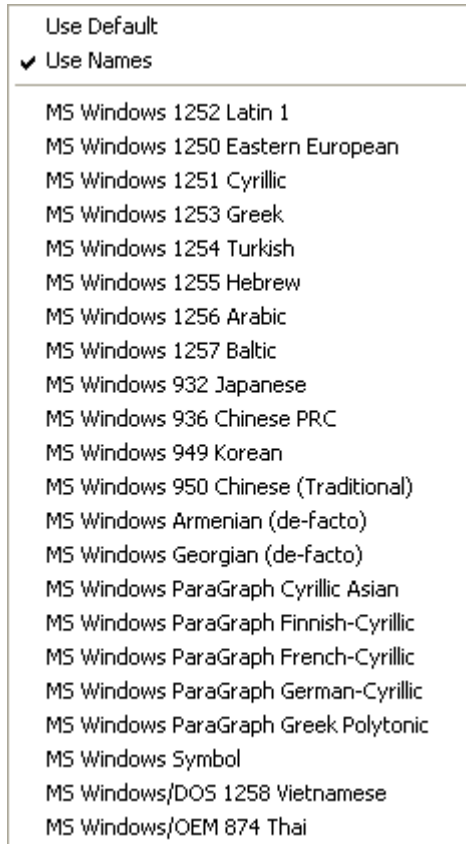 Use Default
Use Names
MS Windows 1252 Latin 1
MS Windows 1250 Eastern European
MS Windows 1251 Cyrillic
MS Windows 1253 Greek
MS Windows 1254 Turkish
MS Windows 1255 Hebrew
MS Windows 1256 Arabic
MS Windows 1257 Baltic
MS Windows 932 Japanese
MS Windows 936 Chinese PRC
MS Windows 949 Korean
MS Windows 950 Chinese (Traditional)
MS Windows Armenian (de-facto)
MS Windows Georgian (de-facto)
MS Windows ParaGraph Cyrillic Asian
MS Windows ParaGraph Finnish-Cyrillic
MS Windows ParaGraph French-Cyrillic
MS Windows ParaGraph German-Cyrillic
MS Windows ParaGraph Greek Polytonic
MS Windows Symbol
MS Windows/DOS 1258 Vietnamese
MS Windows/OEM 874 Thai